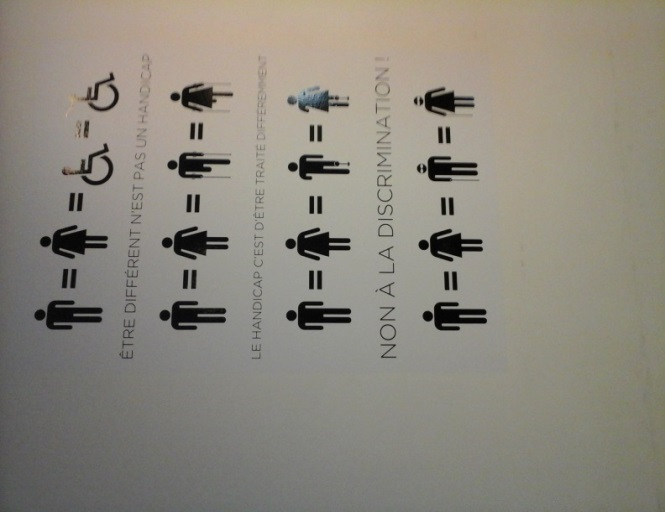 ÊTRE DIFFÉRENT N'EST PAS UN HANDICAP
LE HANDICAP C'EST D'ÊTRE TRAITÉ DIFFÉREMMENT
NON À LA DISCRIMINATION !